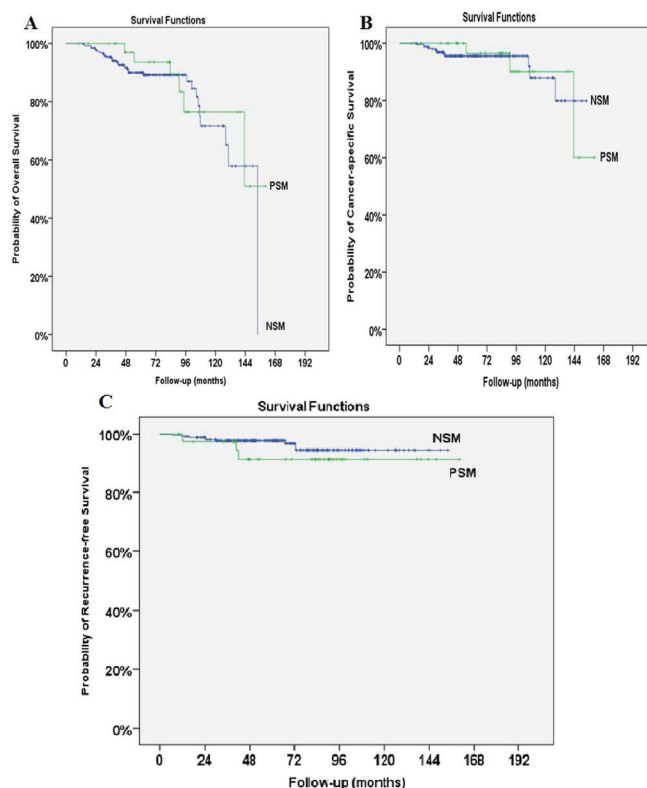 A
Survival Functions
Probability of Overall Survival
100%
80%
60%
40%
20%
0%
PSM
NSM
0 24 48 72 96 120 144 168 192
Follow-up (months)
B
Survival Functions
Probability of Cancer-specific Survival
100%
80%
60%
40%
20%
0%
NSM
PSM
0 24 48 72 96 120 144 168 192
Follow-up (months)
C
Survival Functions
Probability of Recurrence-free Survival
100%
80%
60%
40%
20%
0%
NSM
PSM
0 24 48 72 96 120 144 168 192
Follow-up (months)